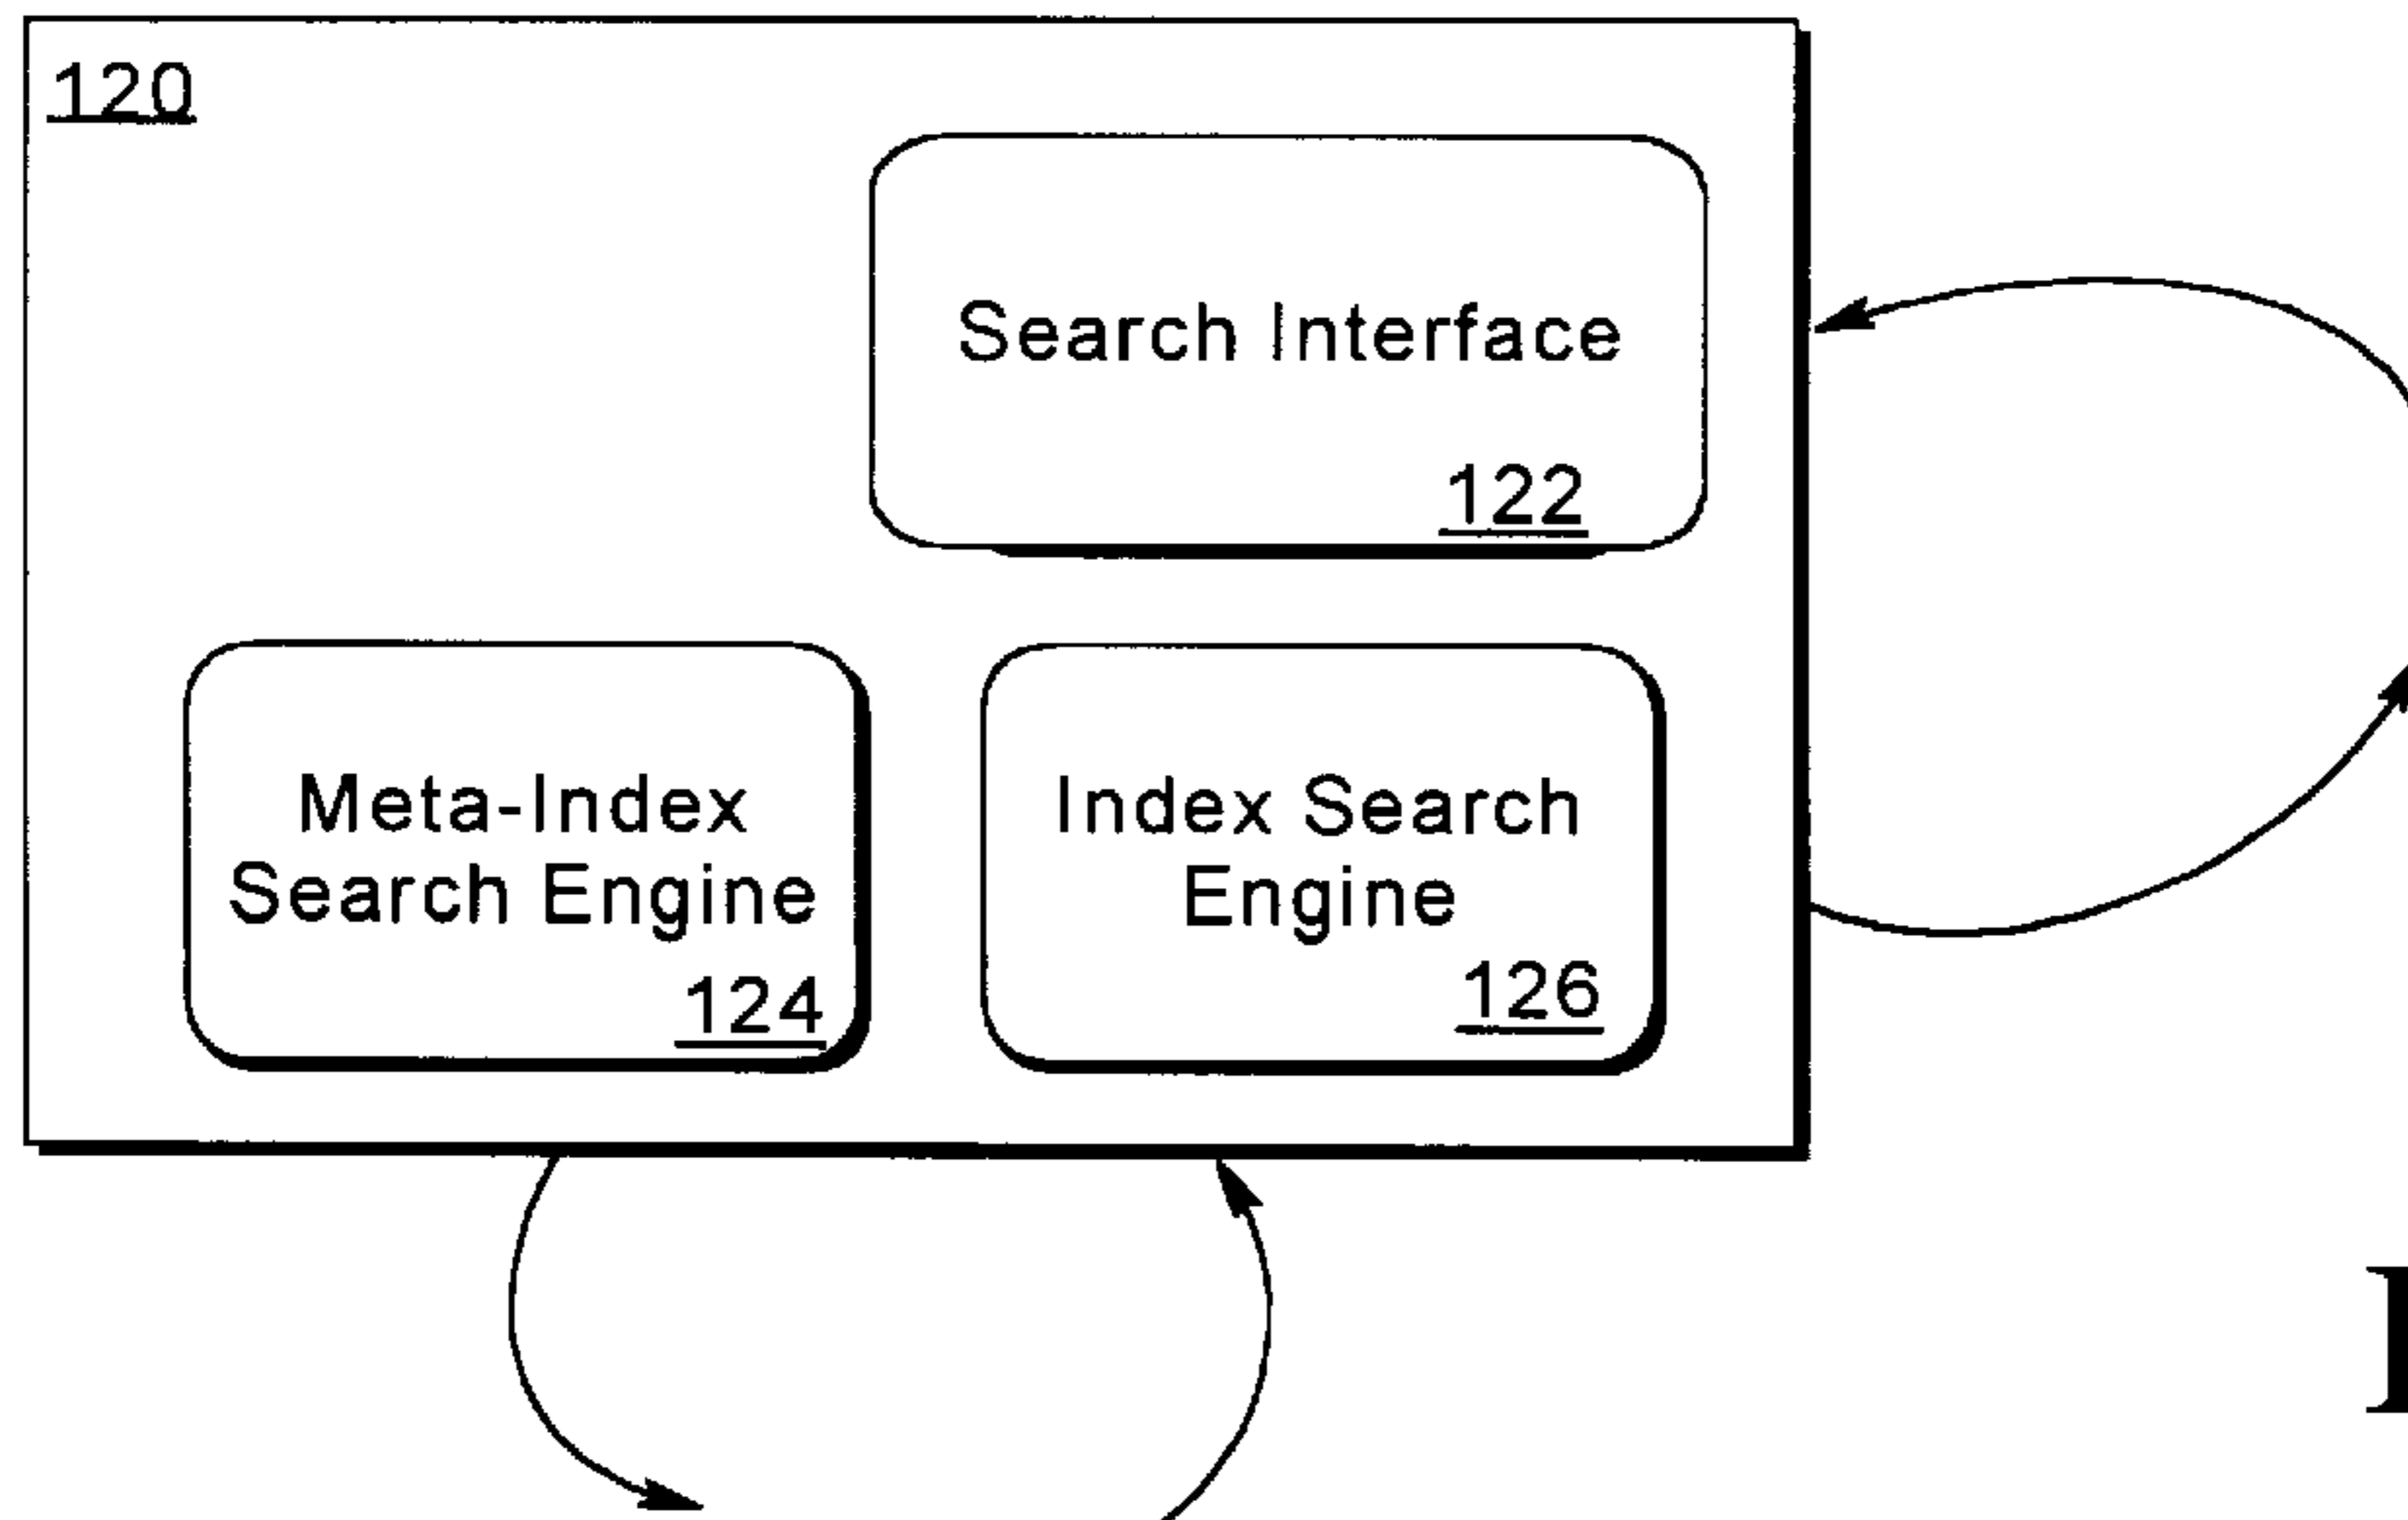 120
Search Interface
122
Meta-Index
Search Engine
124
Index Search
Engine
126